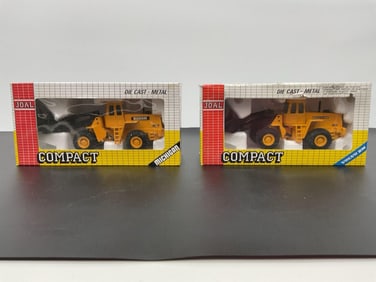 JOAL
DIE CAST - METAL
COMPACT
MICHIGAN
JOAL
DIE CAST - METAL
COMPACT